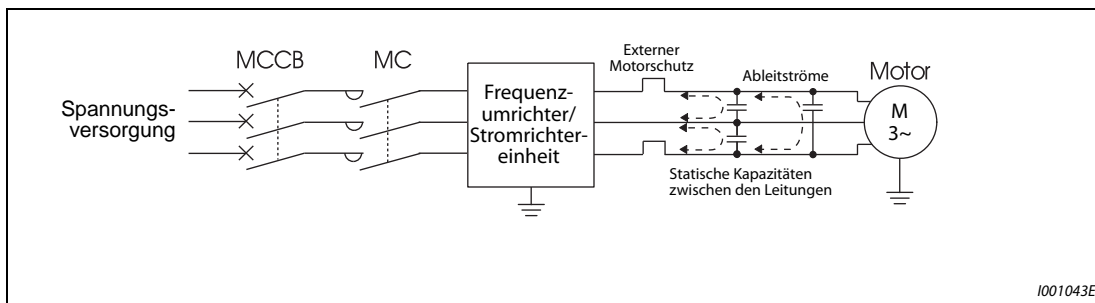 MCCB
MC
Spannungs-
versorgung
Frequenz-
umrichter/
Stromrichter-
einheit
Externer
Motorschutz
Ableitströme
Motor
M
3~
Statische Kapazitäten
zwischen den Leitungen
I001043E